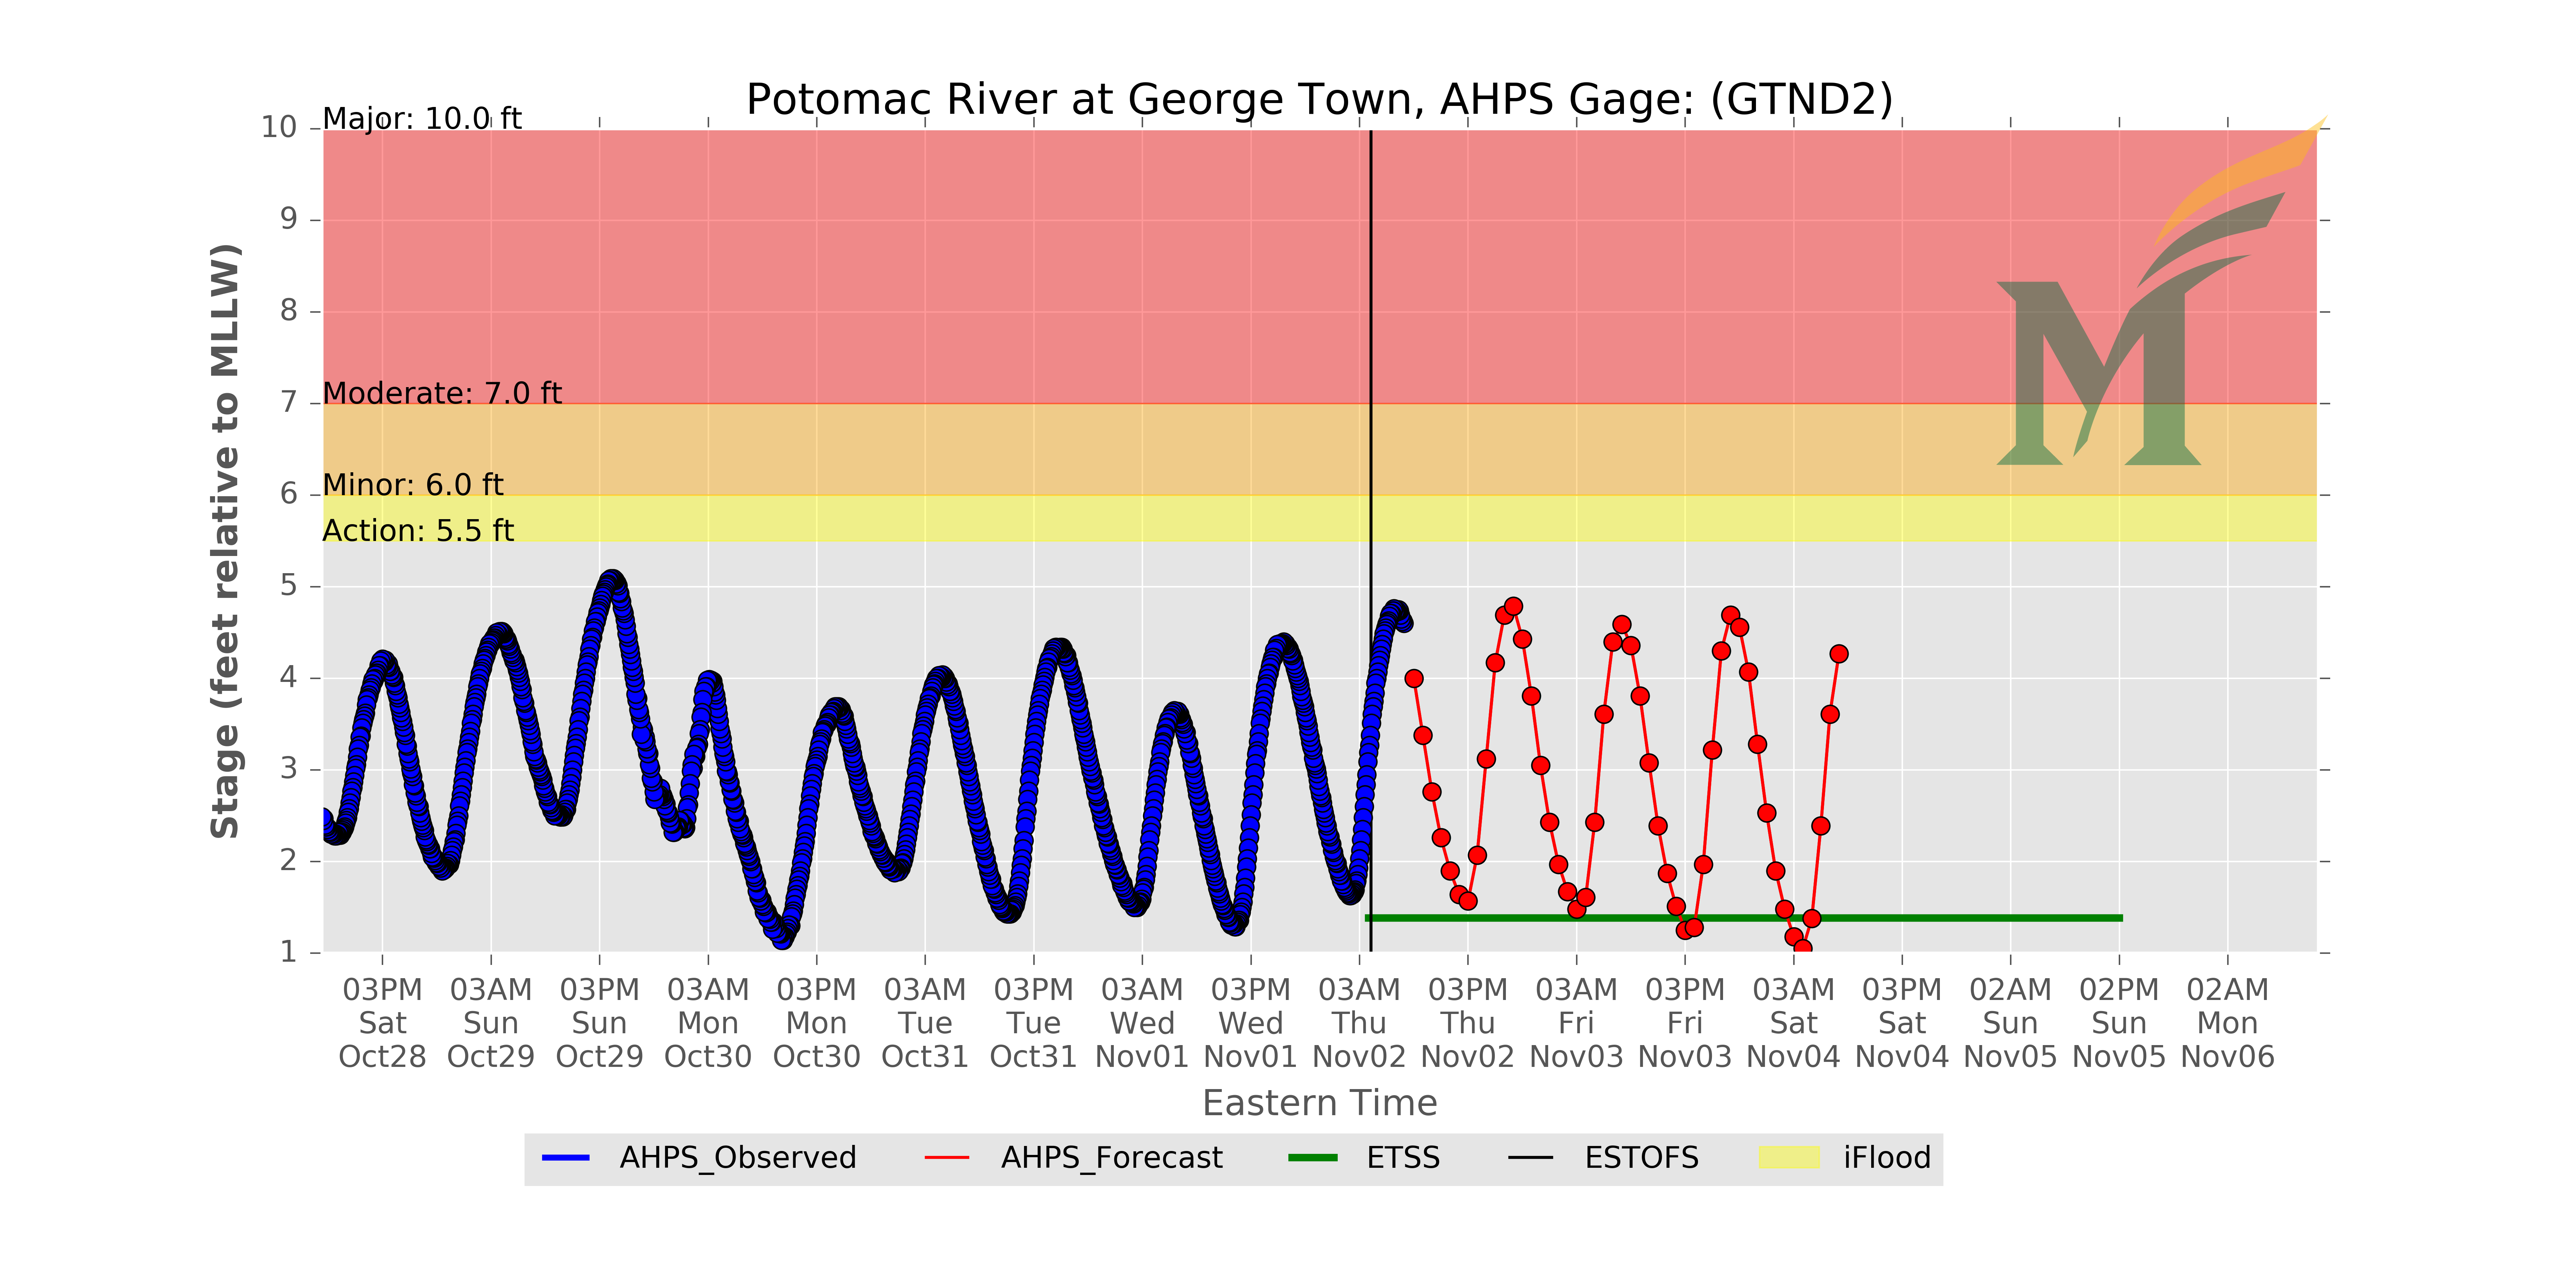 Potomac River at George Town, AHPS Gage: (GTND2)
Major: 10.0 ft
Moderate: 7.0 ft
Minor: 6.0 ft
Action: 5.5 ft
Stage (feet relative to MLLW)
10
9
8
7
6
5
4
3
2
1
03PM 03AM 03PM 03AM 03PM 03AM 03PM 03AM 03PM 03AM 03PM 03AM 03PM 03AM 03PM 02AM 02PM 02AM
Sat Sun Sun Mon Mon Tue Tue Wed Wed Thu Thu Fri Fri Sat Sat Sun Sun Mon
Oct28 Oct29 Oct29 Oct30 Oct30 Oct31 Oct31 Nov01 Nov01 Nov02 Nov02 Nov03 Nov03 Nov04 Nov04 Nov05 Nov05 Nov06
Eastern Time
AHPS_Observed AHPS_Forecast ETSS ESTOFS iFlood
M